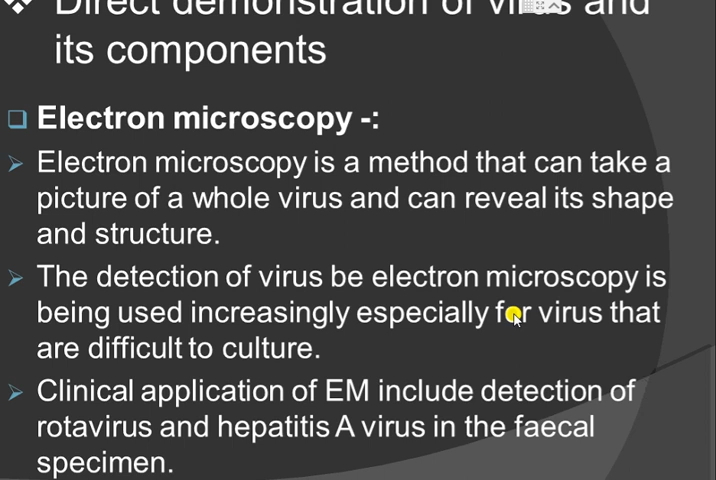 Direct demonstration of virus and
its components
Electron microscopy -:
Electron microscopy is a method that can take a
picture of a whole virus and can reveal its shape
and structure.
The detection of virus be electron microscopy is
being used increasingly especially for virus that
are difficult to culture.
Clinical application of EM include detection of
rotavirus and hepatitis A virus in the faecal
specimen.